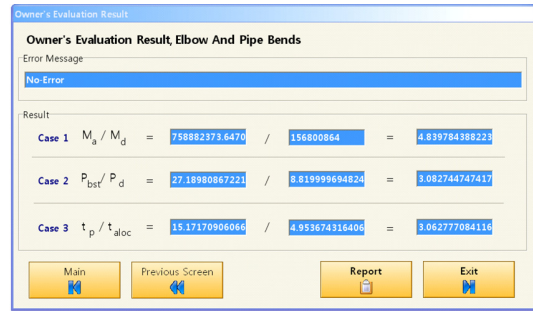 Owner's Evaluation Result
Owner's Evaluation Result, Elbow And Pipe Bends
Error Message
No-Error
Result
Case 1 Ma / Md = 758882373.6470 / 156800864 = 4.839784388223
Case 2 Pbst/ Pd = 27.18980867221 / 8.819999694824 = 3.082744747417
Case 3 tp / taloc = 15.17170906066 / 4.953674316406 = 3.062777084116
Main Previous Screen Report Exit